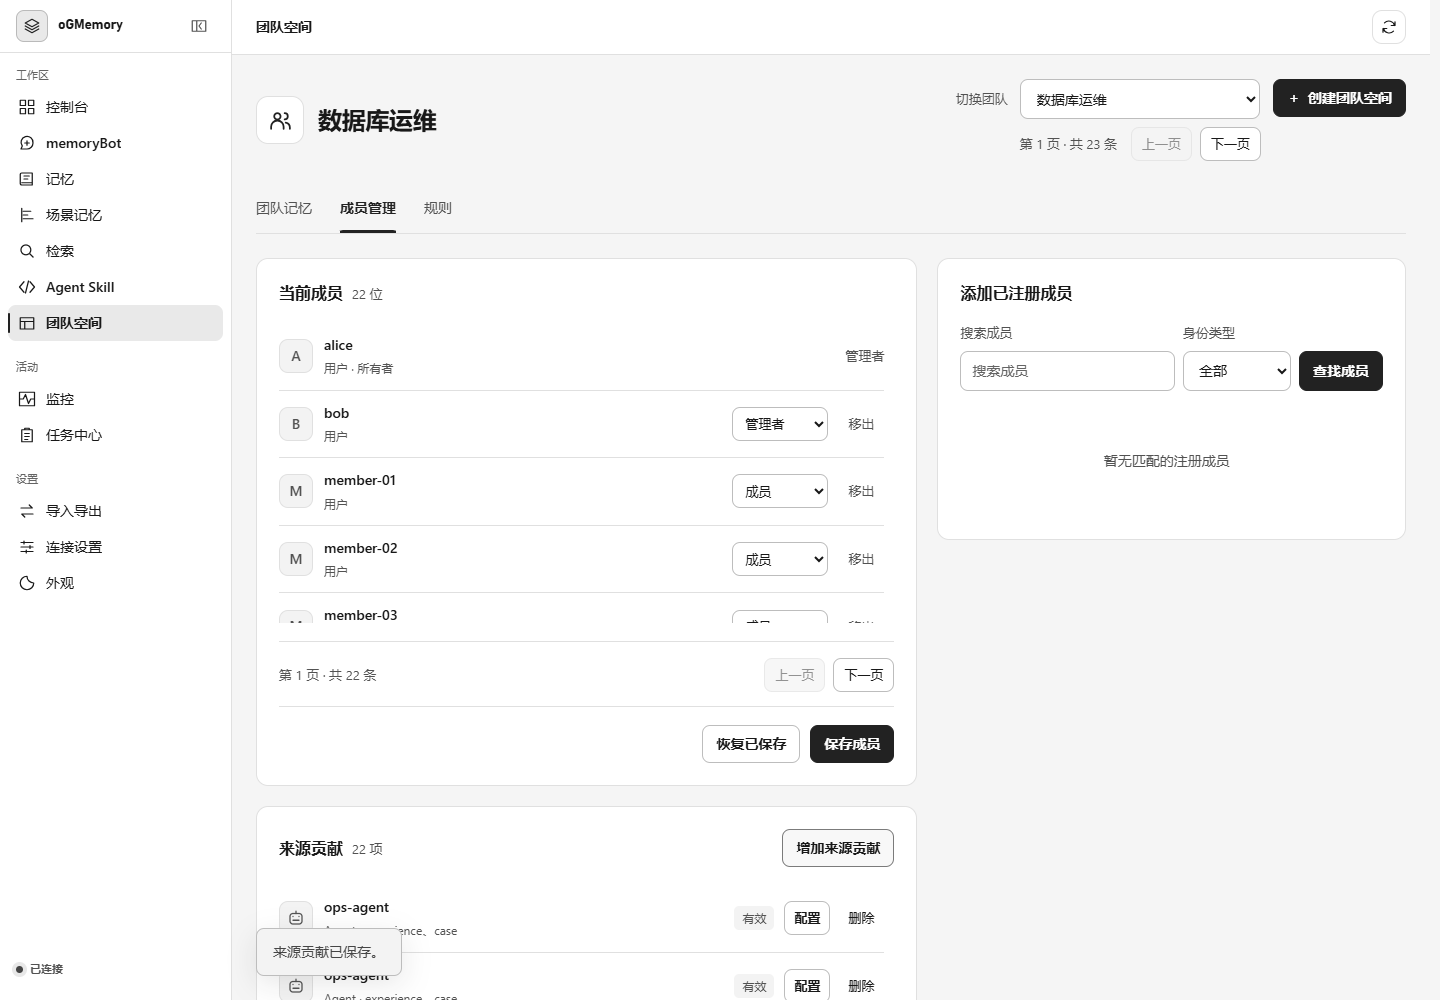 oGMemory
工作区
控制台
memoryBot
记忆
场景记忆
检索
Agent Skill
团队空间
活动
监控
任务中心
设置
导入导出
连接设置
外观
已连接
团队空间
数据库运维
切换团队
数据库运维
+ 创建团队空间
第 1 页 · 共 23 条
上一页
下一页
团队记忆
成员管理
规则
当前成员 22 位
A
alice
用户 · 所有者
管理者
B
bob
用户
管理者
移出
M
member-01
用户
成员
移出
M
member-02
用户
成员
移出
member-03
第 1 页 · 共 22 条
上一页
下一页
恢复已保存
保存成员
来源贡献 22 项
增加来源贡献
ops-agent
case
有效
配置
删除
来源贡献已保存。
ops-agent
Agent · experience、case
有效
配置
删除
添加已注册成员
搜索成员
身份类型
搜索成员
全部
查找成员
暂无匹配的注册成员